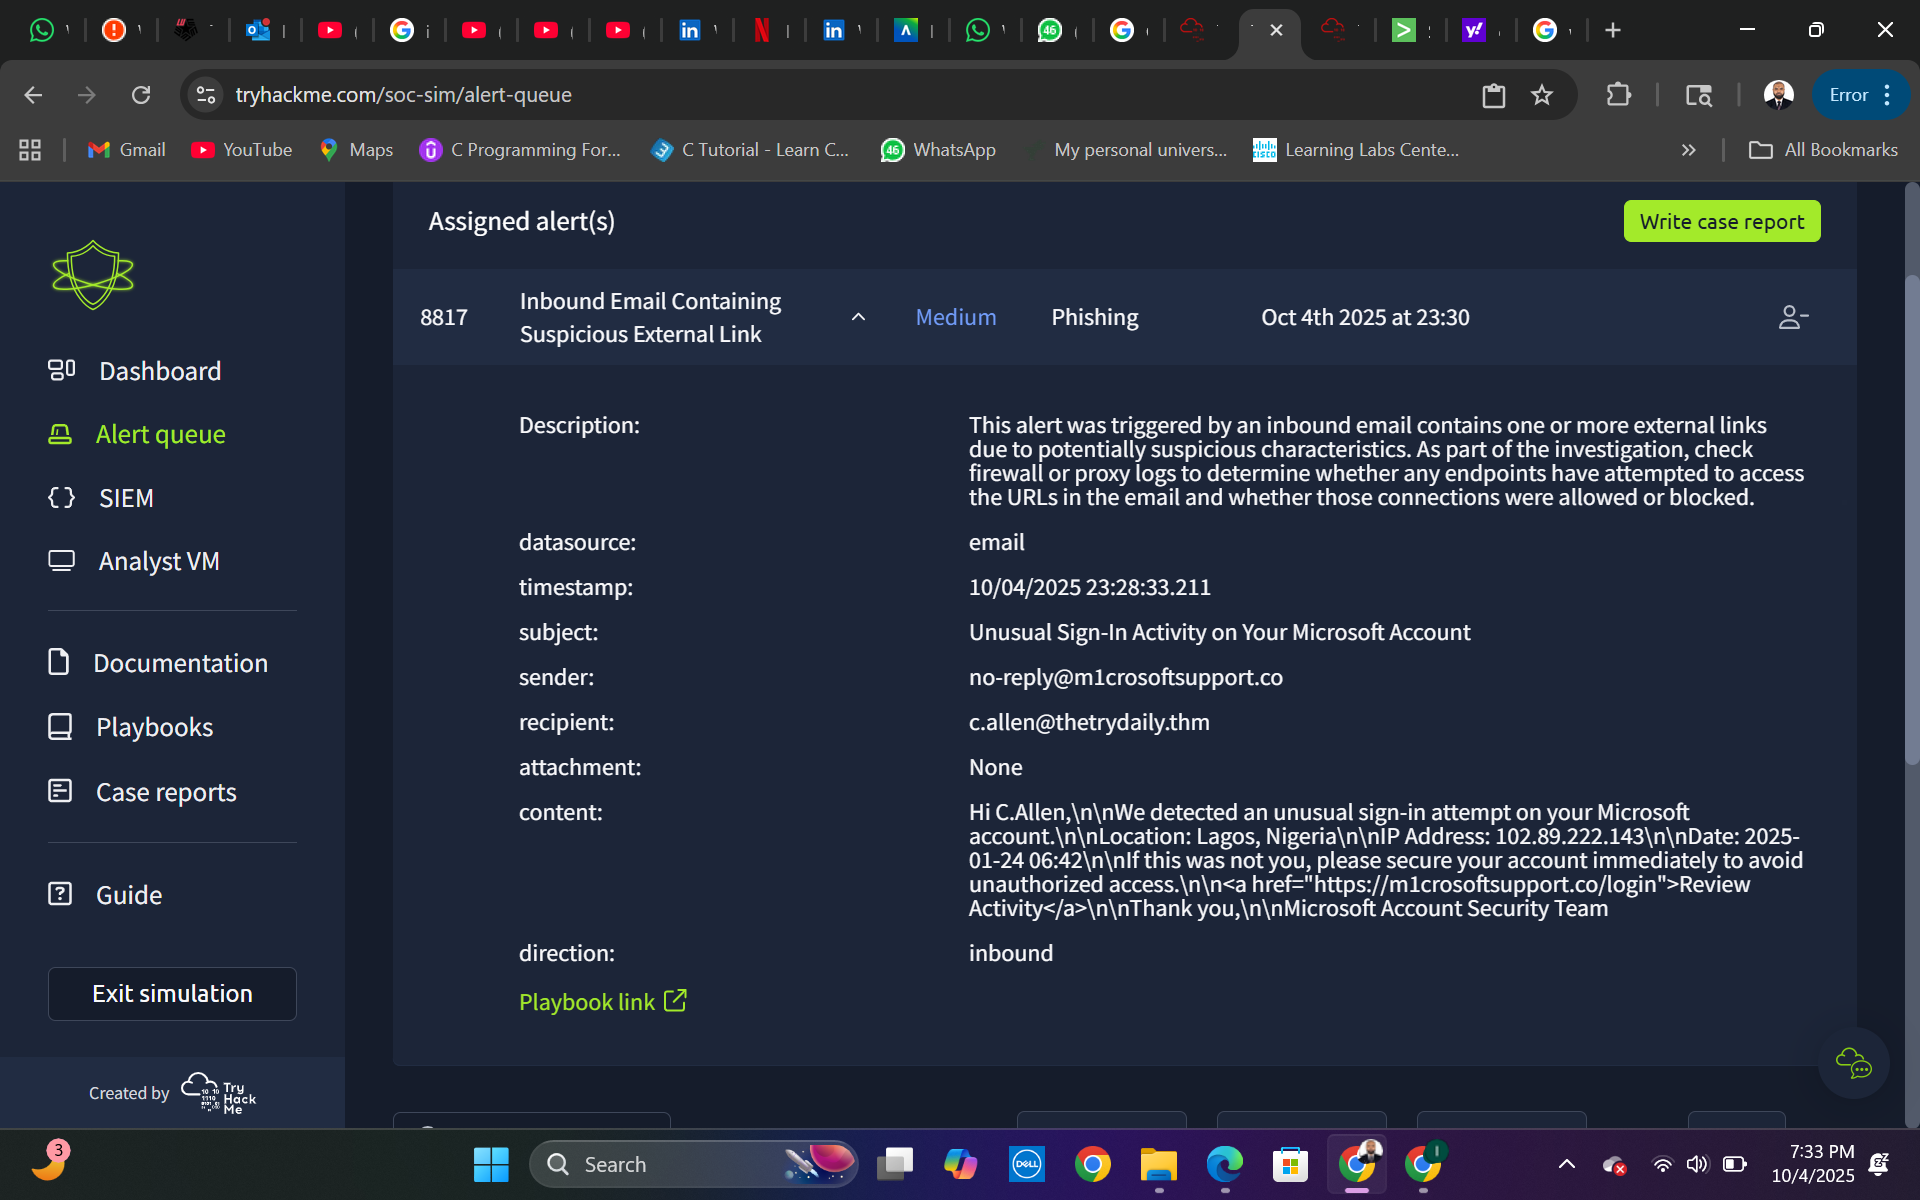 tryhackme.com/soc-sim/alert-queue
Error
Gmail
YouTube
Maps
C Programming For...
C Tutorial - Learn C...
46
WhatsApp
My personal univers...
Learning Labs Cente...
All Bookmarks
Assigned alert(s)
Write case report
8817
Inbound Email Containing
Suspicious External Link
Medium
Phishing
Oct 4th 2025 at 23:30
Dashboard
Alert queue
SIEM
Analyst VM
Documentation
Playbooks
Case reports
Guide
Exit simulation
Created by
Try
Hack
Me
Description:
This alert was triggered by an inbound email contains one or more external links
due to potentially suspicious characteristics. As part of the investigation, check
firewall or proxy logs to determine whether any endpoints have attempted to access
the URLs in the email and whether those connections were allowed or blocked.
datasource:
email
timestamp:
10/04/2025 23:28:33.211
subject:
Unusual Sign-In Activity on Your Microsoft Account
sender:
no-reply@m1crosoftsupport.co
recipient:
c.allen@thetrydaily.thm
attachment:
None
content:
Hi C.Allen,\n\nWe detected an unusual sign-in attempt on your Microsoft
account.\n\nLocation: Lagos, Nigeria\n\nIP Address: 102.89.222.143\n\nDate: 2025-
01-24 06:42\n\nIf this was not you, please secure your account immediately to avoid
unauthorized access.\n\n<a href="https://m1crosoftsupport.co/login">Review
Activity</a>\n\nThank you,\n\nMicrosoft Account Security Team
direction:
inbound
Playbook link
3
Search
DELL
7:33 PM
10/4/2025